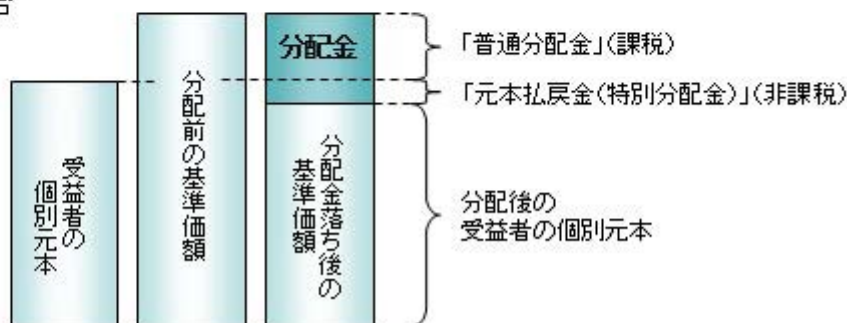 受益者の
個別元本
分配前の基準価額
分配金
分配金落ち後の
基準価額
「普通分配金」(課税)
「元本払戻金(特別分配金)」(非課税)
分配後の
受益者の個別元本